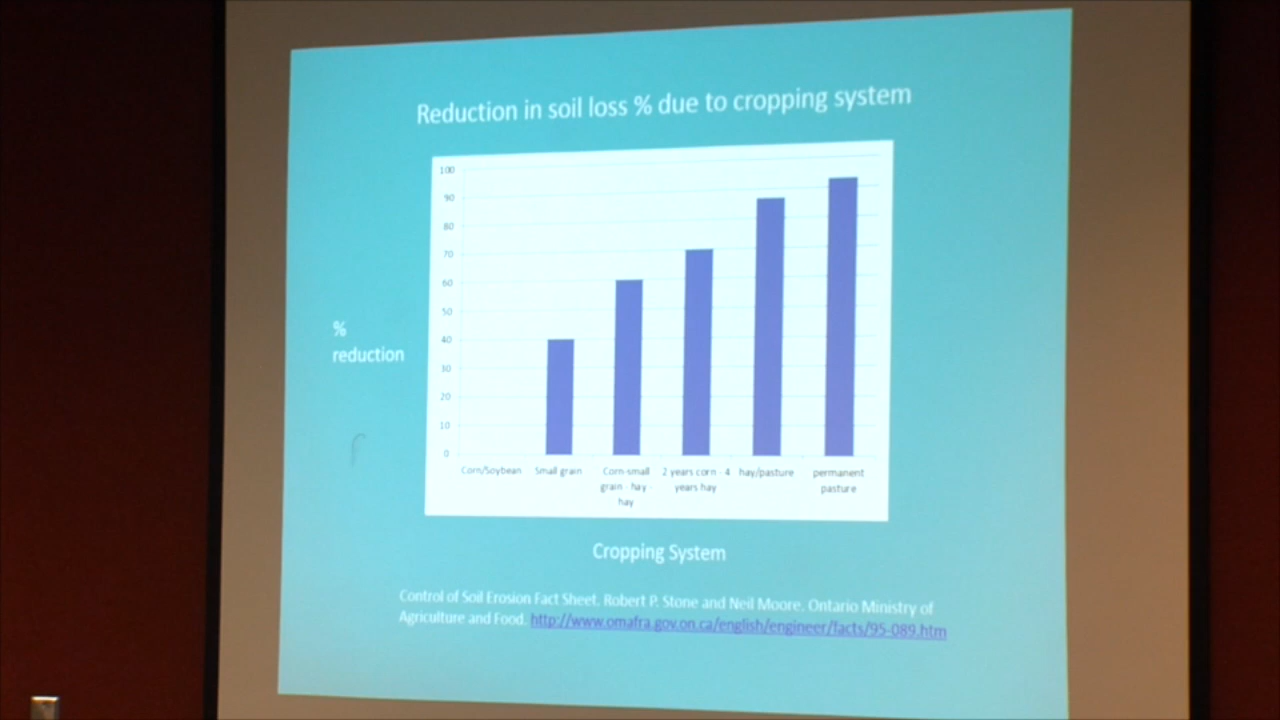 Reduction in soil loss % due to cropping system
100
90
80
70
60
50
40
30
20
10
0
%
reduction
Corn/Soybean
Small grain
Corn-small
grain - hay -
hay
2 years corn - 4
years hay
hay/pasture
permanent
pasture
Cropping System
Control of Soil Erosion Fact Sheet. Robert P. Stone and Neil Moore. Ontario Ministry of
Agriculture and Food. http://www.omafra.gov.on.ca/english/engineer/facts/95-089.htm